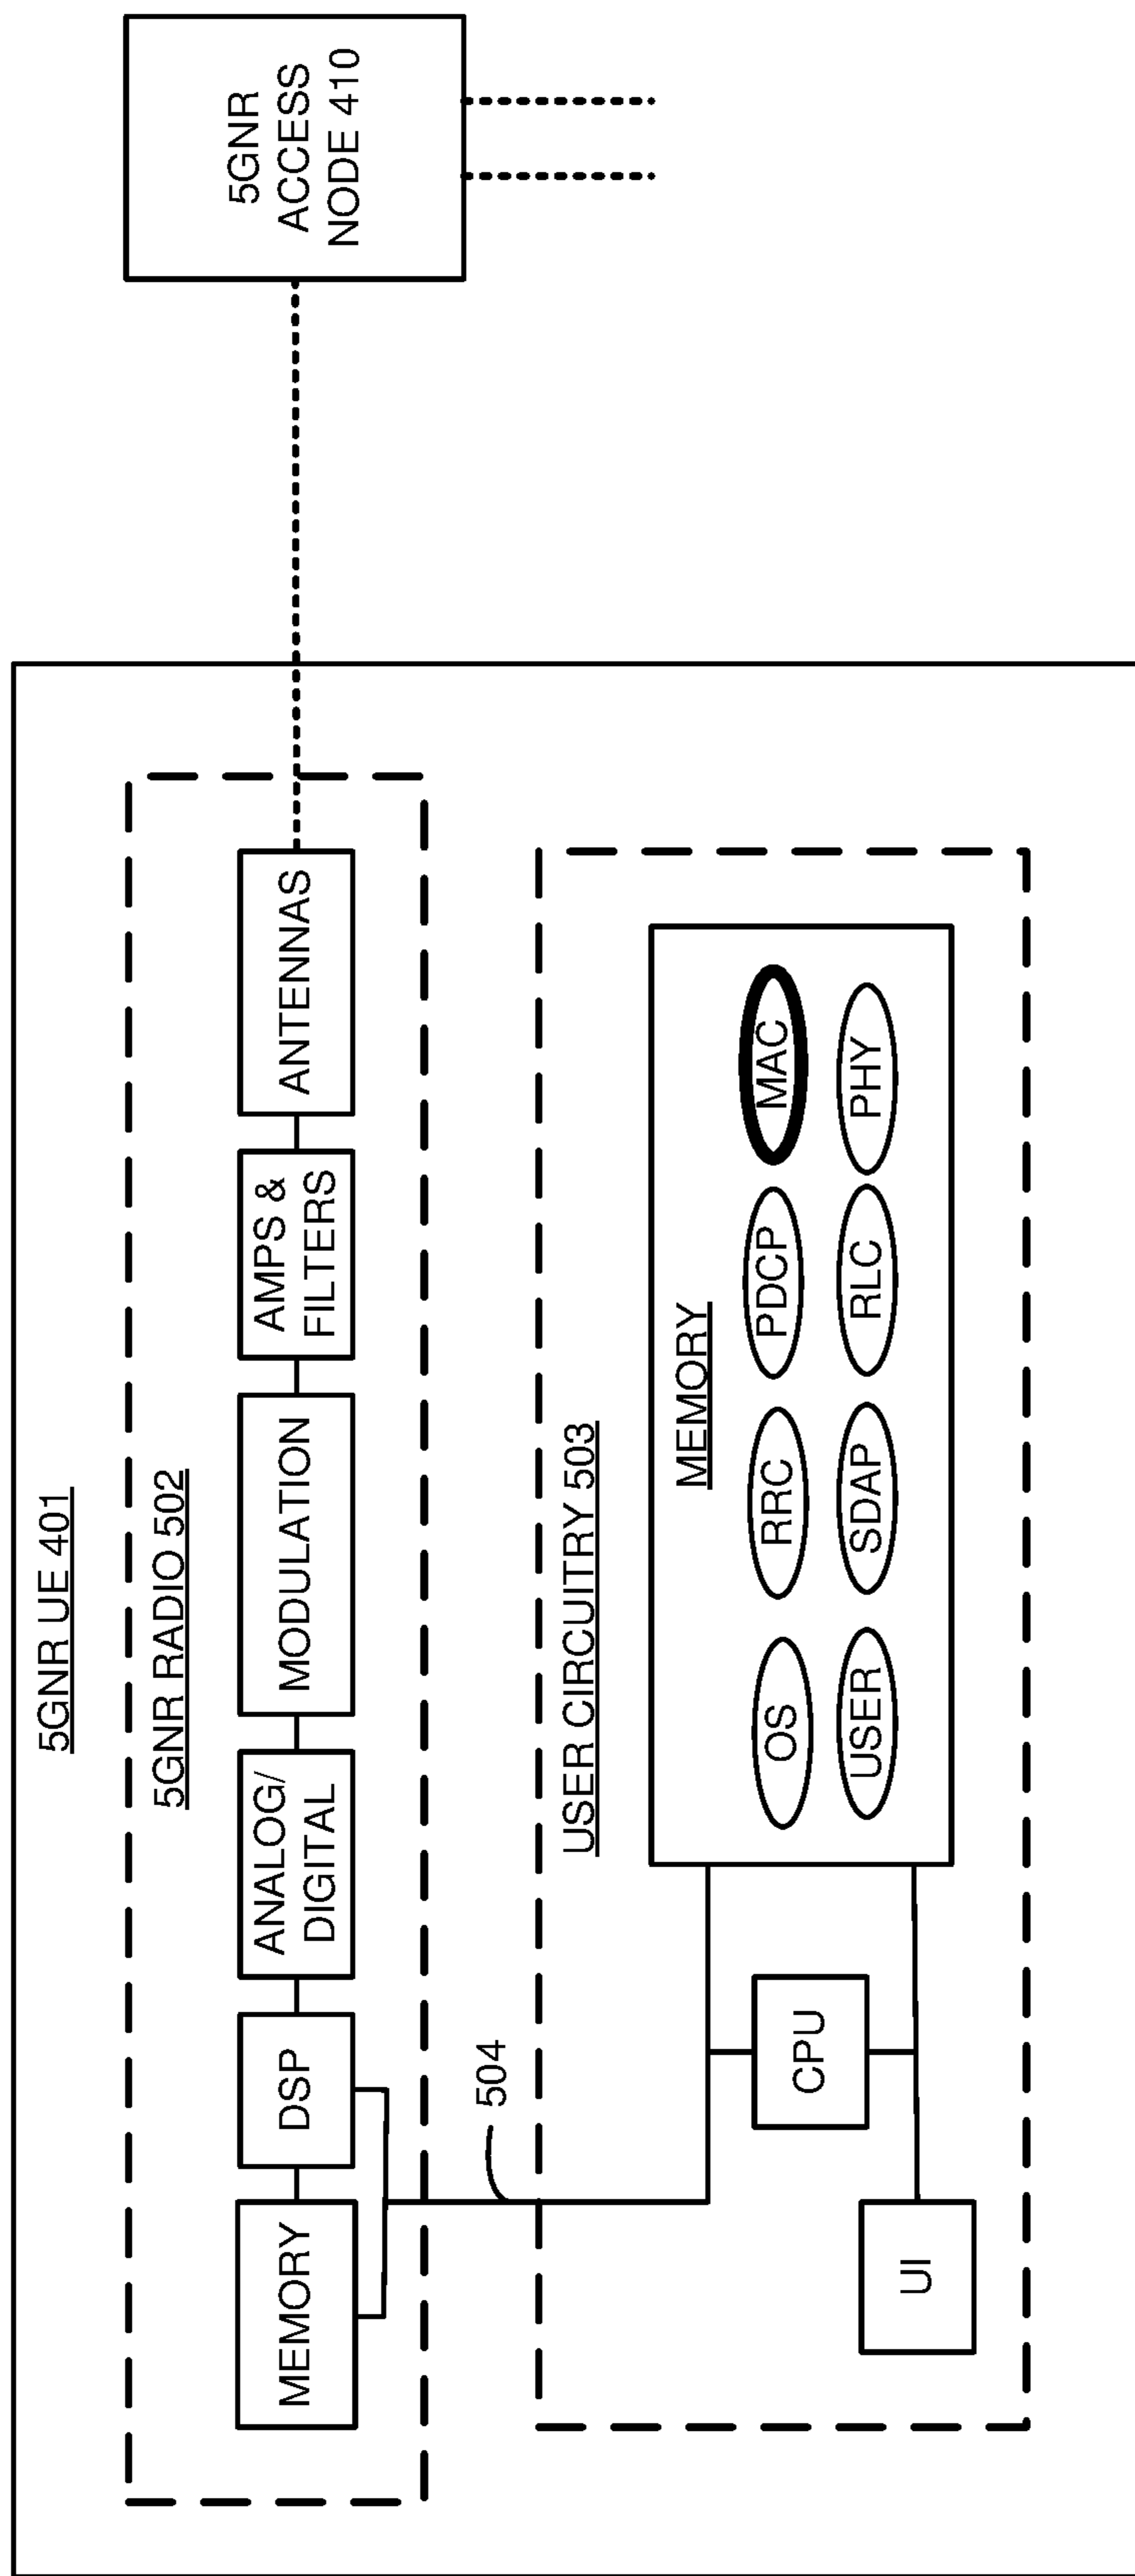 5GNR UE 401
5GNR RADIO 502
MEMORY
DSP
ANALOG/
DIGITAL
MODULATION
AMPS &
FILTERS
ANTENNAS
5GNR
ACCESS
NODE 410
504
USER CIRCUITRY 503
UI
CPU
MEMORY
OS
RRC
PDCP
MAC
USER
SDAP
RLC
PHY